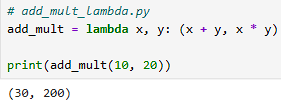 # add_mult_lambda.py
add_mult = lambda x, y: (x + y, x * y)
print(add_mult(10, 20))
(30, 200)